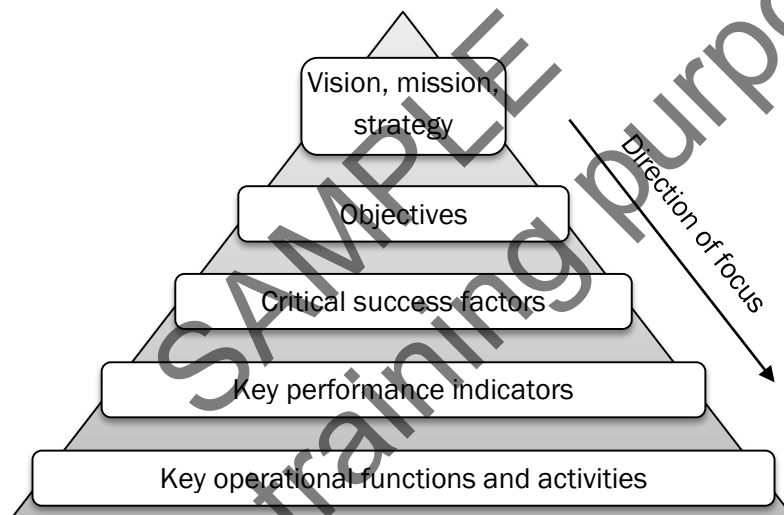 Vision, mission,
strategy
Objectives
Critical success factors
Key performance indicators
Key operational functions and activities
Direction of focus
SAMPLE
training